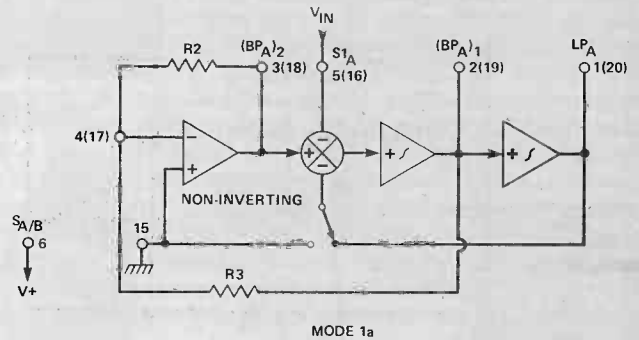 V_IN
R2
(BP_A)_2
3(18)
S1_A
5(16)
(BP_A)_1
2(19)
LP_A
1(20)
4(17)
−
+
+
−
−
+ ∫
+ ∫
NON-INVERTING
S_A/B
6
V+
15
R3
MODE 1a